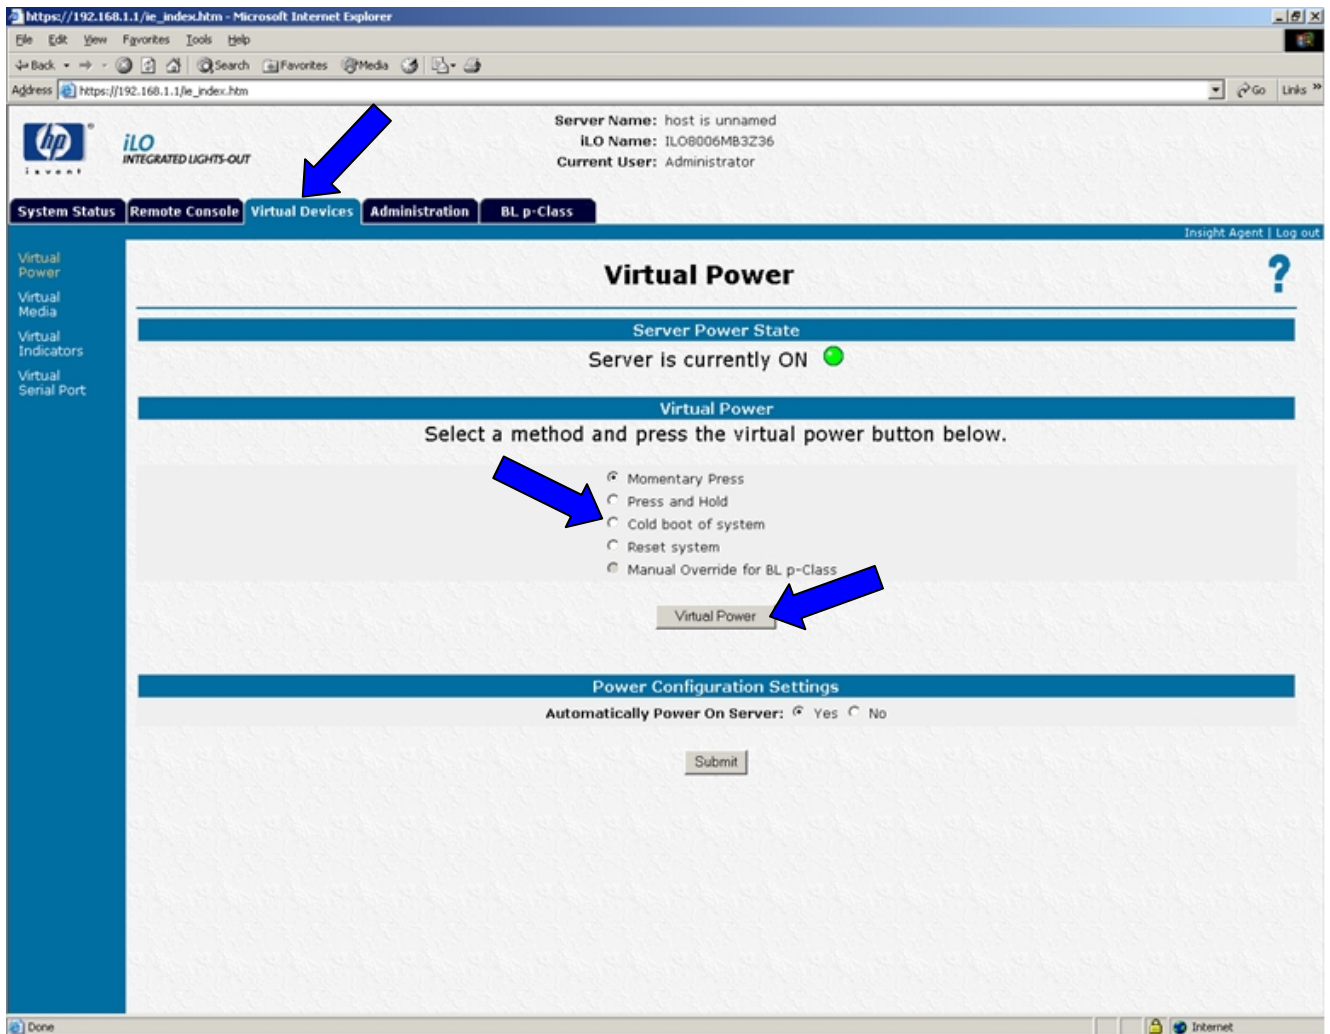 https://192.168.1.1/ie_index.htm - Microsoft Internet Explorer
File Edit View Favorites Tools Help
Back Search Favorites Media
Address https://192.168.1.1/ie_index.htm Go Links »
hp
invent
iLO
INTEGRATED LIGHTS-OUT
Server Name: host is unnamed
iLO Name: ILO8006MB3Z36
Current User: Administrator
System Status Remote Console Virtual Devices Administration BL p-Class
Insight Agent | Log out
Virtual
Power
Virtual
Media
Virtual
Indicators
Virtual
Serial Port
Virtual Power
?
Server Power State
Server is currently ON
Virtual Power
Select a method and press the virtual power button below.
Momentary Press
Press and Hold
Cold boot of system
Reset system
Manual Override for BL p-Class
Virtual Power
Power Configuration Settings
Automatically Power On Server: Yes No
Submit
Done Internet